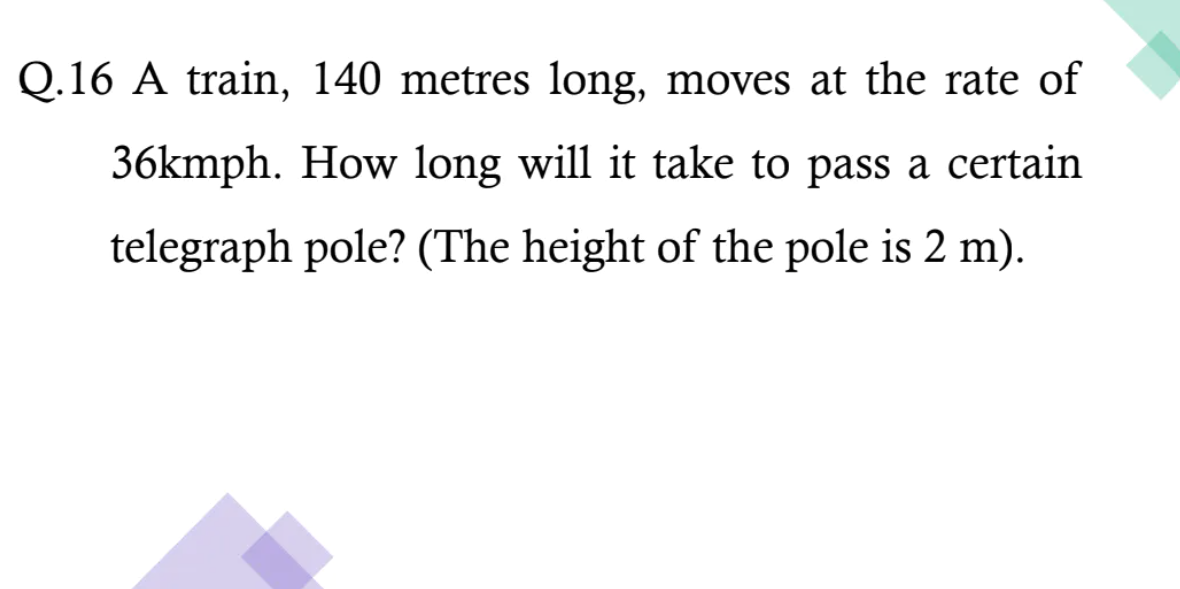 Q.16 A train, 140 metres long, moves at the rate of
36kmph. How long will it take to pass a certain
telegraph pole? (The height of the pole is 2 m).